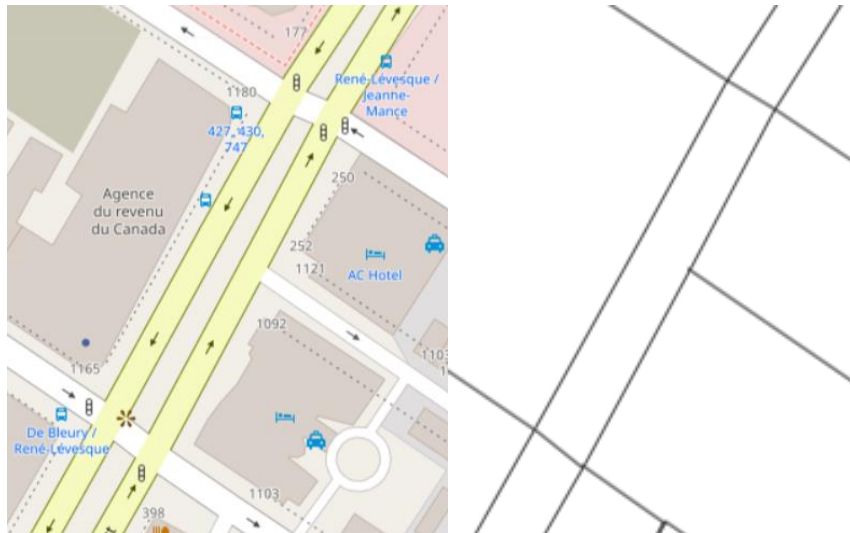 177
René-Lévesque /
Jeanne-
Mance
1180
427, 430,
747
250
Agence
du revenu
du Canada
252
1121
AC Hotel
1092
1103
1165
De Bleury /
René-Lévesque
1103
398